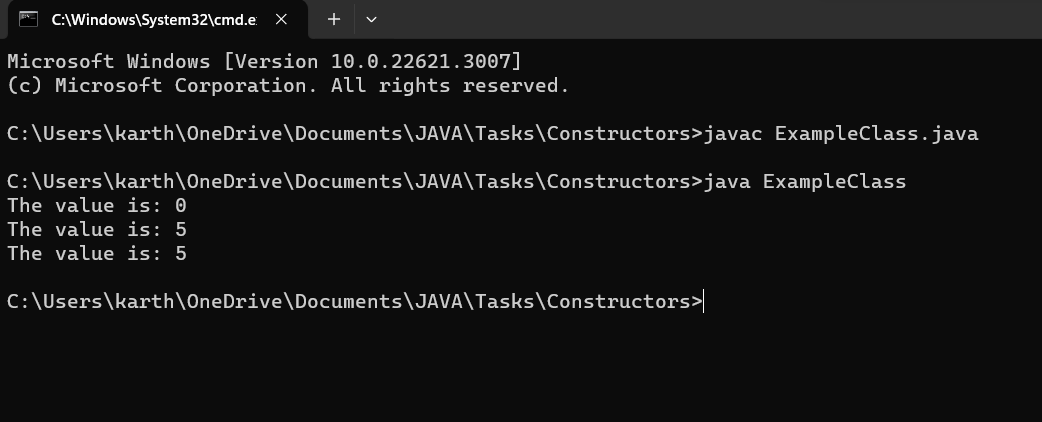 C:\Windows\System32\cmd.e
Microsoft Windows [Version 10.0.22621.3007]
(c) Microsoft Corporation. All rights reserved.
C:\Users\karth\OneDrive\Documents\JAVA\Tasks\Constructors>javac ExampleClass.java
C:\Users\karth\OneDrive\Documents\JAVA\Tasks\Constructors>java ExampleClass
The value is: 0
The value is: 5
The value is: 5
C:\Users\karth\OneDrive\Documents\JAVA\Tasks\Constructors>